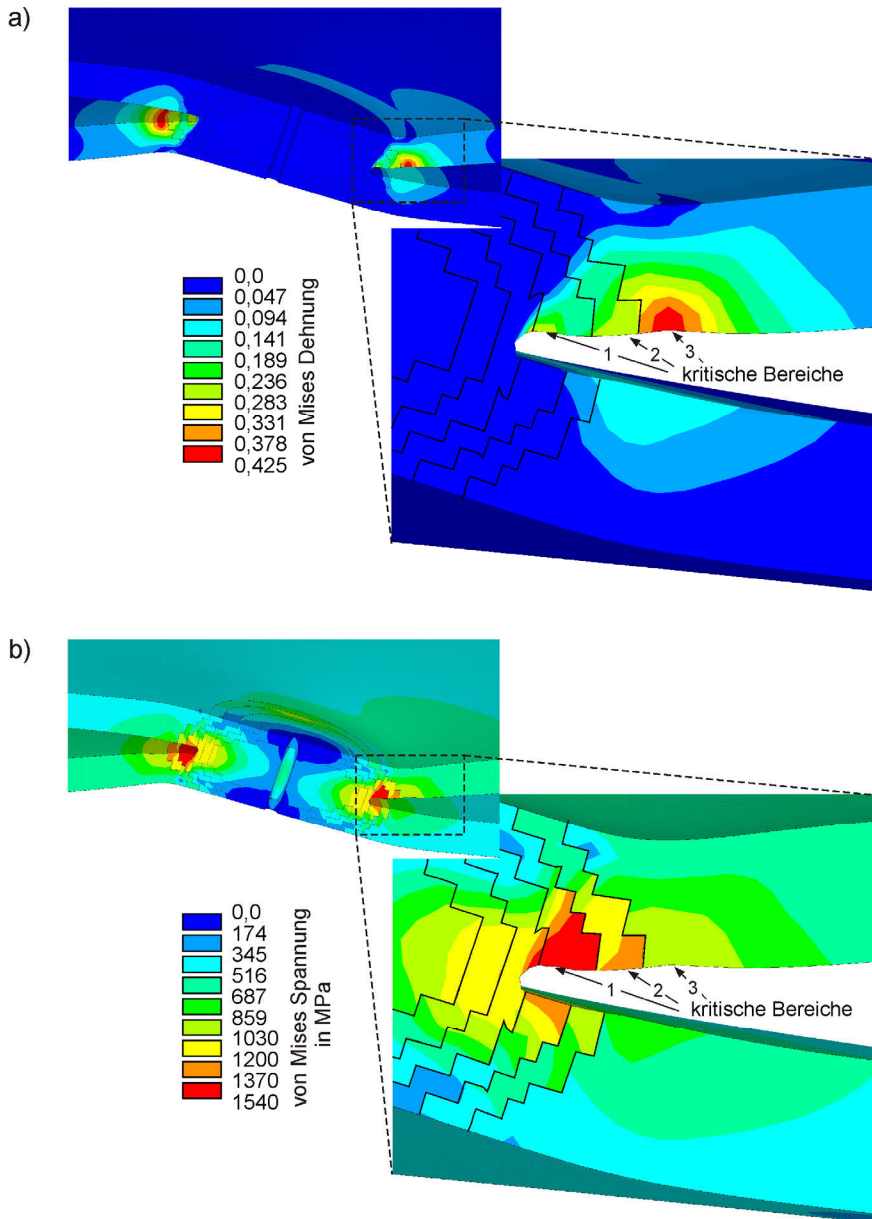 a)
0,0
0,047
0,094
0,141
0,189
0,236
0,283
0,331
0,378
0,425
von Mises Dehnung
1 2 3
kritische Bereiche
b)
0,0
174
345
516
687
859
1030
1200
1370
1540
von Mises Spannung
in MPa
1 2 3
kritische Bereiche